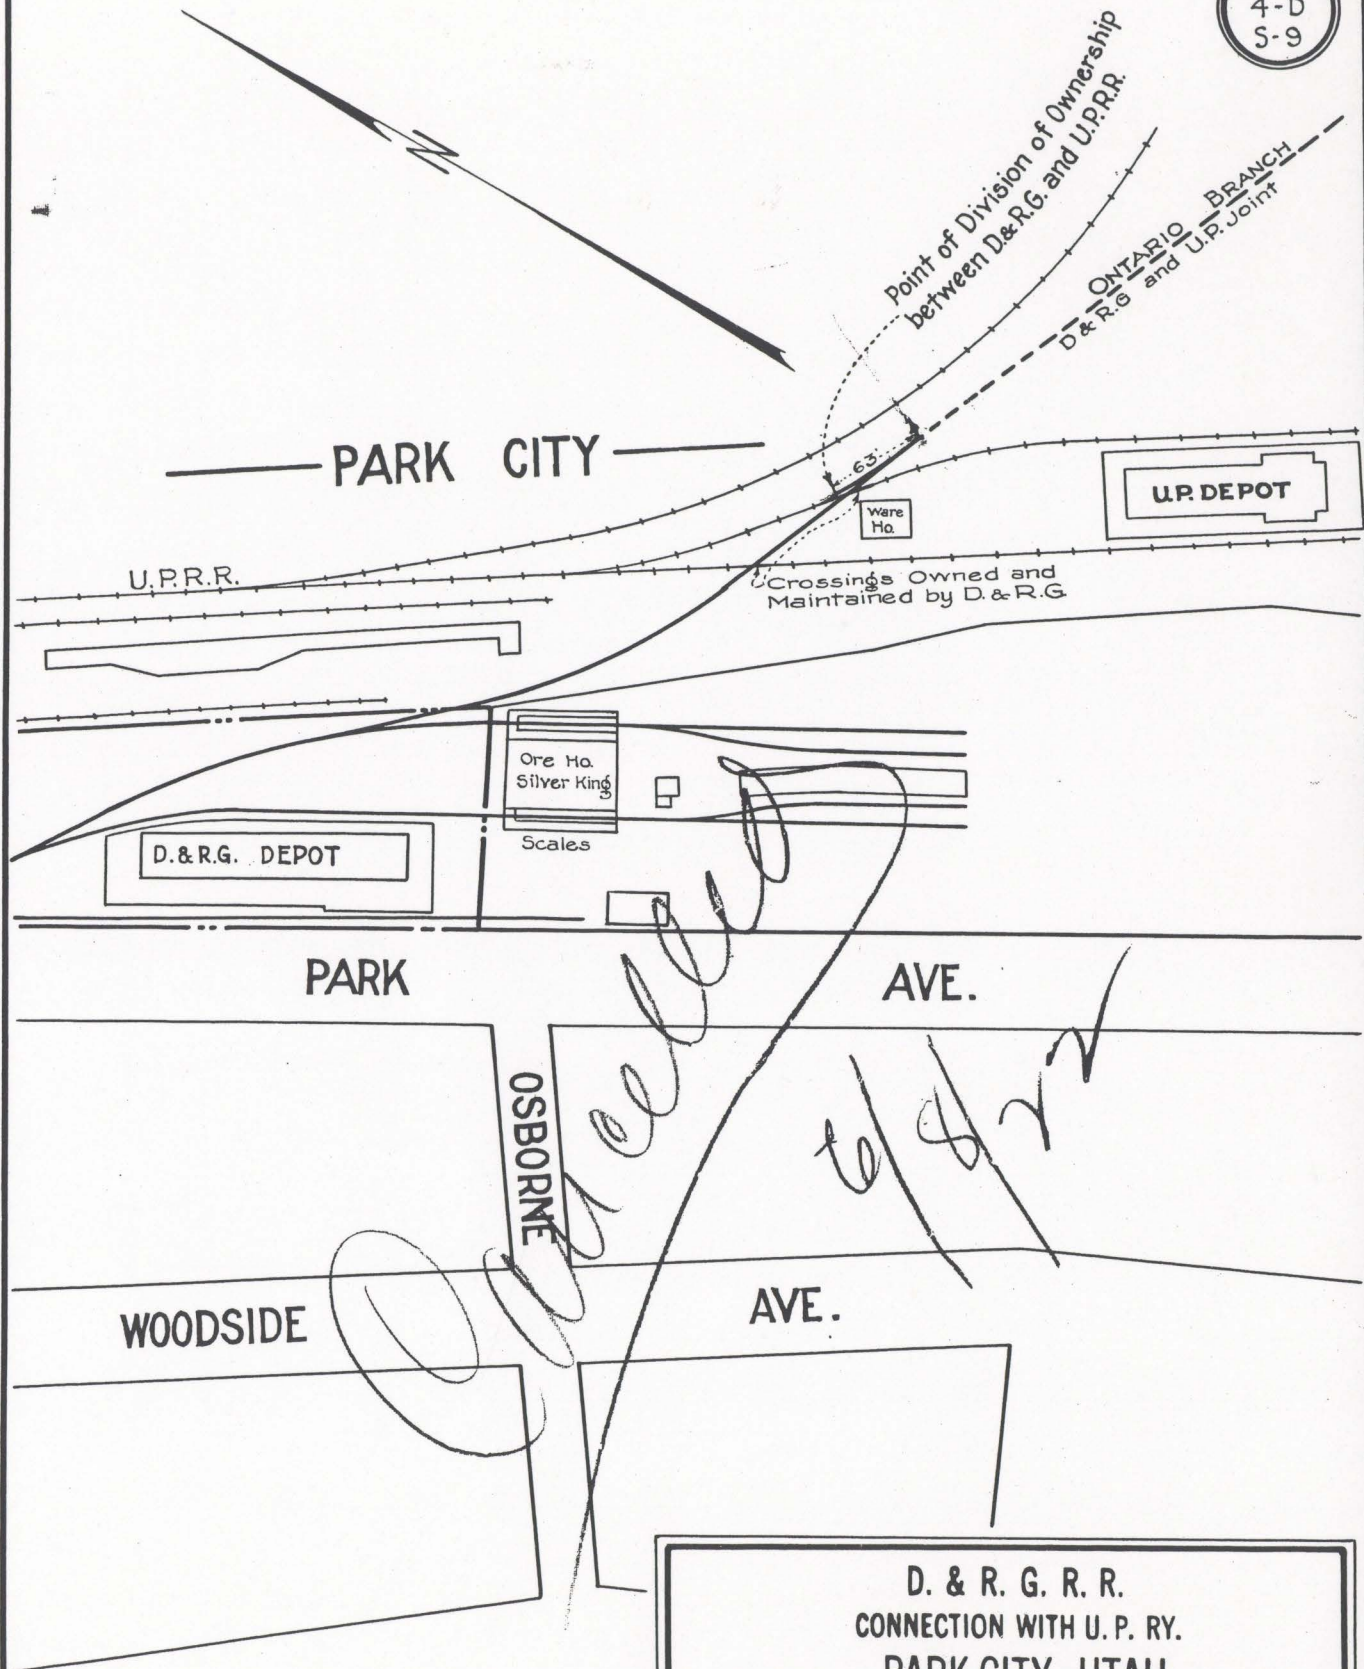 4-D
S-9
Point of Division of Ownership
between D.&R.G. and U.P.R.R.
ONTARIO BRANCH
D & R.G and U.P. Joint
N
PARK CITY
63'
U.P. DEPOT
Ware
Ho.
U.P.R.R.
Crossings Owned and
Maintained by D. & R.G
Ore Ho.
Silver King
Scales
D.&R.G. DEPOT
PARK AVE.
OSBORNE
Cancelled
6/8/22
WOODSIDE AVE.
D. & R. G. R. R.
CONNECTION WITH U. P. RY.
PARK CITY, UTAH